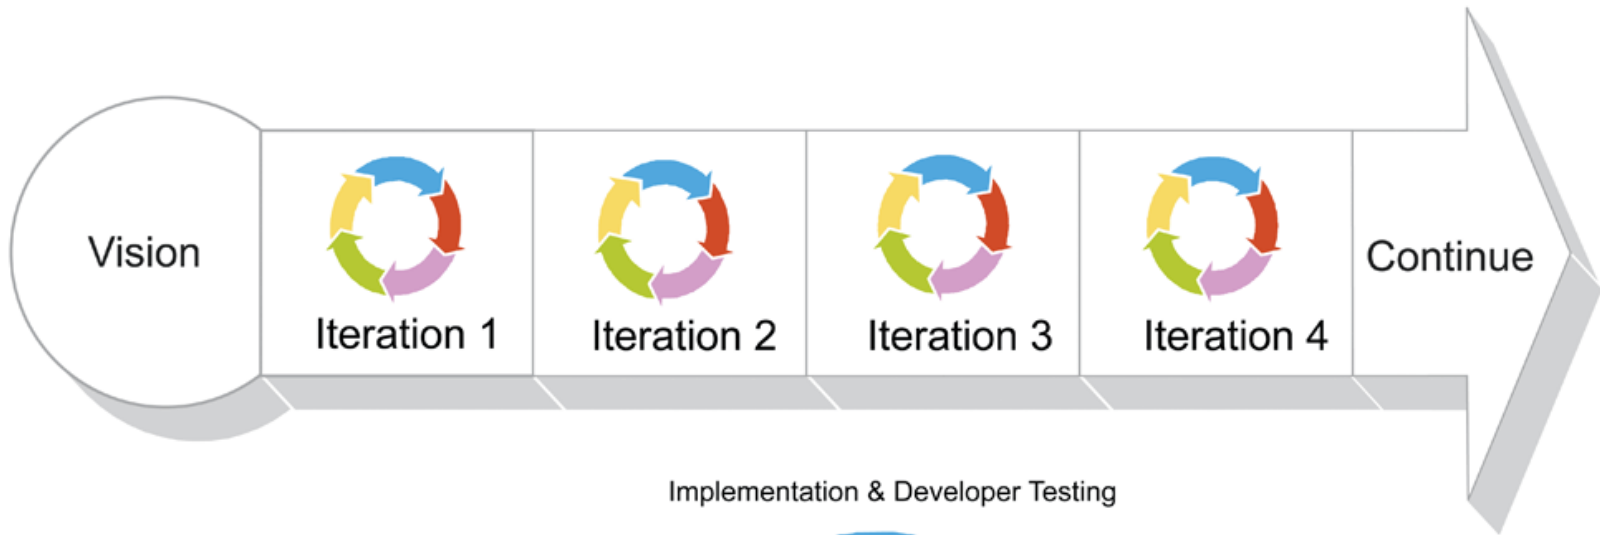 Vision
Iteration 1
Iteration 2
Iteration 3
Iteration 4
Continue
Implementation & Developer Testing